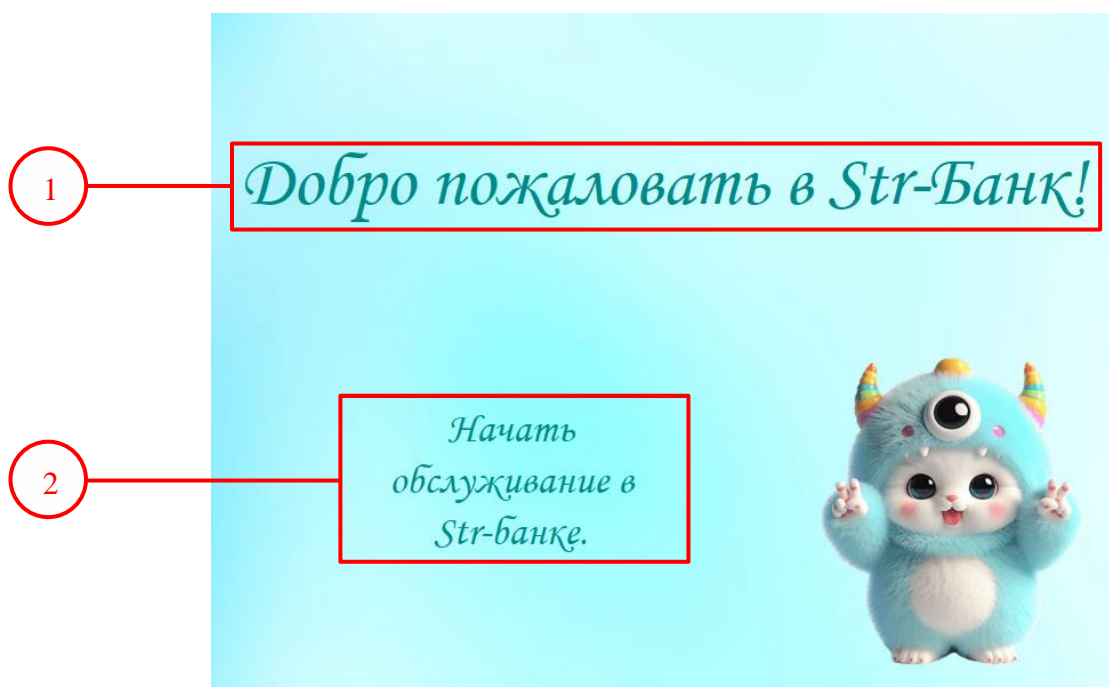 1
Добро пожаловать в Str-Банк!
2
Начать
обслуживание в
Str-банке.